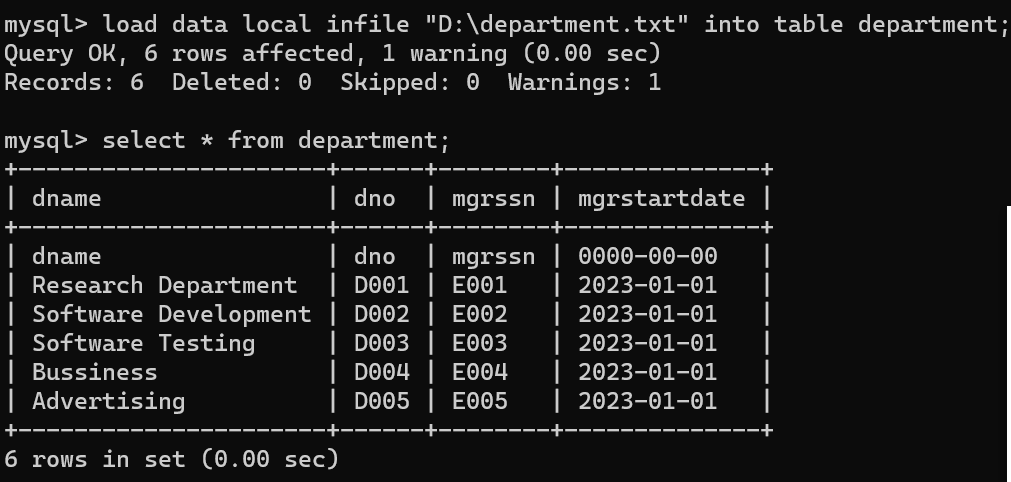 mysql> load data local infile "D:\department.txt" into table department;
Query OK, 6 rows affected, 1 warning (0.00 sec)
Records: 6  Deleted: 0  Skipped: 0  Warnings: 1
mysql> select * from department;
+----------------------+------+--------+--------------+
| dname                | dno  | mgrssn | mgrstartdate |
+----------------------+------+--------+--------------+
| dname                | dno  | mgrssn | 0000-00-00   |
| Research Department  | D001 | E001   | 2023-01-01   |
| Software Development | D002 | E002   | 2023-01-01   |
| Software Testing     | D003 | E003   | 2023-01-01   |
| Bussiness            | D004 | E004   | 2023-01-01   |
| Advertising          | D005 | E005   | 2023-01-01   |
+----------------------+------+--------+--------------+
6 rows in set (0.00 sec)